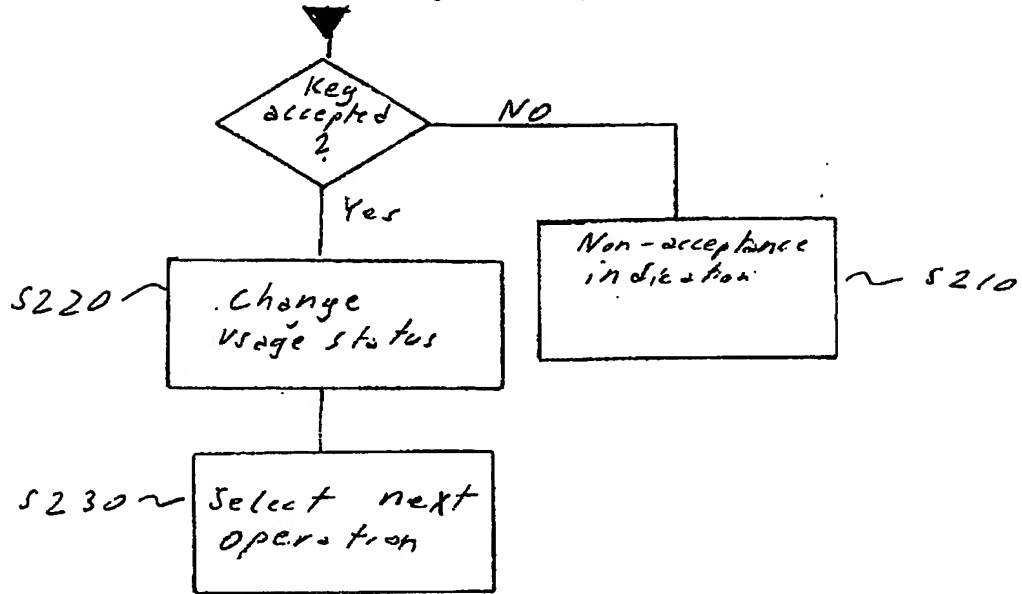 Key
accepted
?
NO
Yes
Non-acceptance
indication
S210
S220
Change
usage status
S230
Select next
operation